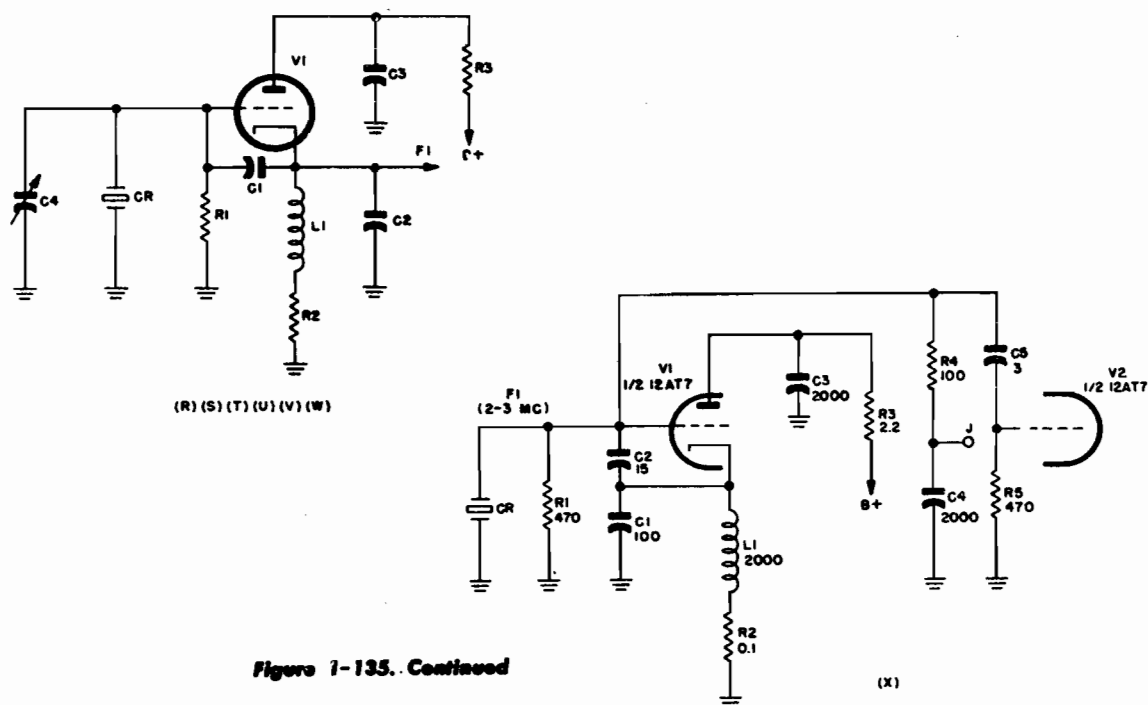 V1
C3
R3
F1
B+
C4
CR
R1
C1
L1
C2
R2
(R) (S) (T) (U) (V) (W)
F1
(2-3 MC)
V1
1/2 12AT7
C3
2000
R3
2.2
B+
R4
100
C5
3
V2
1/2 12AT7
J
C2
15
CR
R1
470
C1
100
L1
2000
C4
2000
R5
470
R2
0.1
Figure 1-135. Continued
(X)